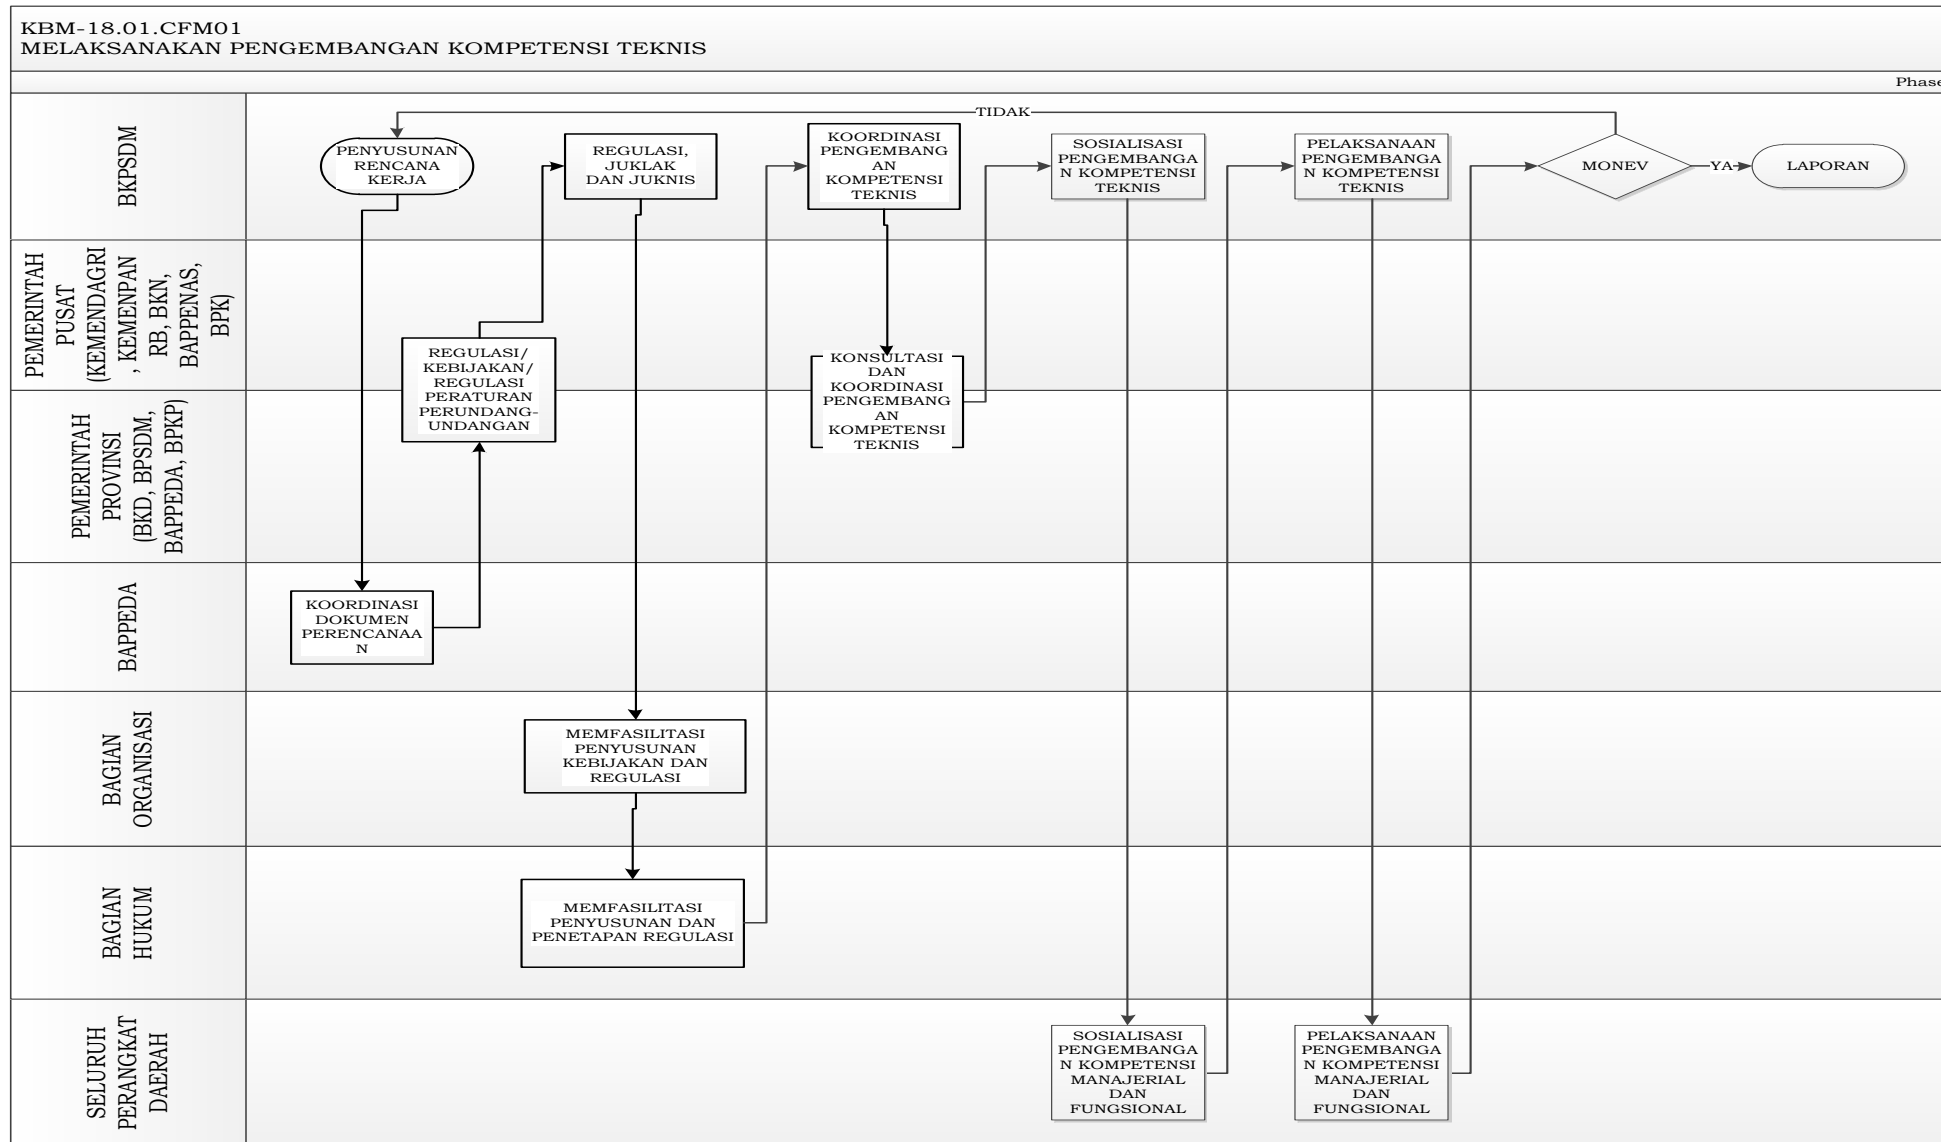 KBM-18.01.CFM01
MELAKSANAKAN PENGEMBANGAN KOMPETENSI TEKNIS
Phase
BKPSDM
TIDAK
PENYUSUNAN
RENCANA
KERJA
REGULASI,
JUKLAK
DAN JUKNIS
KOORDINASI
PENGEMBANG
AN
KOMPETENSI
TEKNIS
SOSIALISASI
PENGEMBANGA
N KOMPETENSI
TEKNIS
PELAKSANAAN
PENGEMBANGA
N KOMPETENSI
TEKNIS
MONEV
YA
LAPORAN
PEMERINTAH
PUSAT
(KEMENDAGRI
, KEMENPAN
RB, BKN,
BAPPENAS,
BPK)
REGULASI/
KEBIJAKAN/
REGULASI
PERATURAN
PERUNDANG-
UNDANGAN
KONSULTASI
DAN
KOORDINASI
PENGEMBANG
AN
KOMPETENSI
TEKNIS
PEMERINTAH
PROVINSI
(BKD, BPSDM,
BAPPEDA, BPKP)
BAPPEDA
KOORDINASI
DOKUMEN
PERENCANAA
N
BAGIAN
ORGANISASI
MEMFASILITASI
PENYUSUNAN
KEBIJAKAN DAN
REGULASI
BAGIAN
HUKUM
MEMFASILITASI
PENYUSUNAN DAN
PENETAPAN REGULASI
SELURUH
PERANGKAT
DAERAH
SOSIALISASI
PENGEMBANGA
N KOMPETENSI
MANAJERIAL
DAN
FUNGSIONAL
PELAKSANAAN
PENGEMBANGA
N KOMPETENSI
MANAJERIAL
DAN
FUNGSIONAL